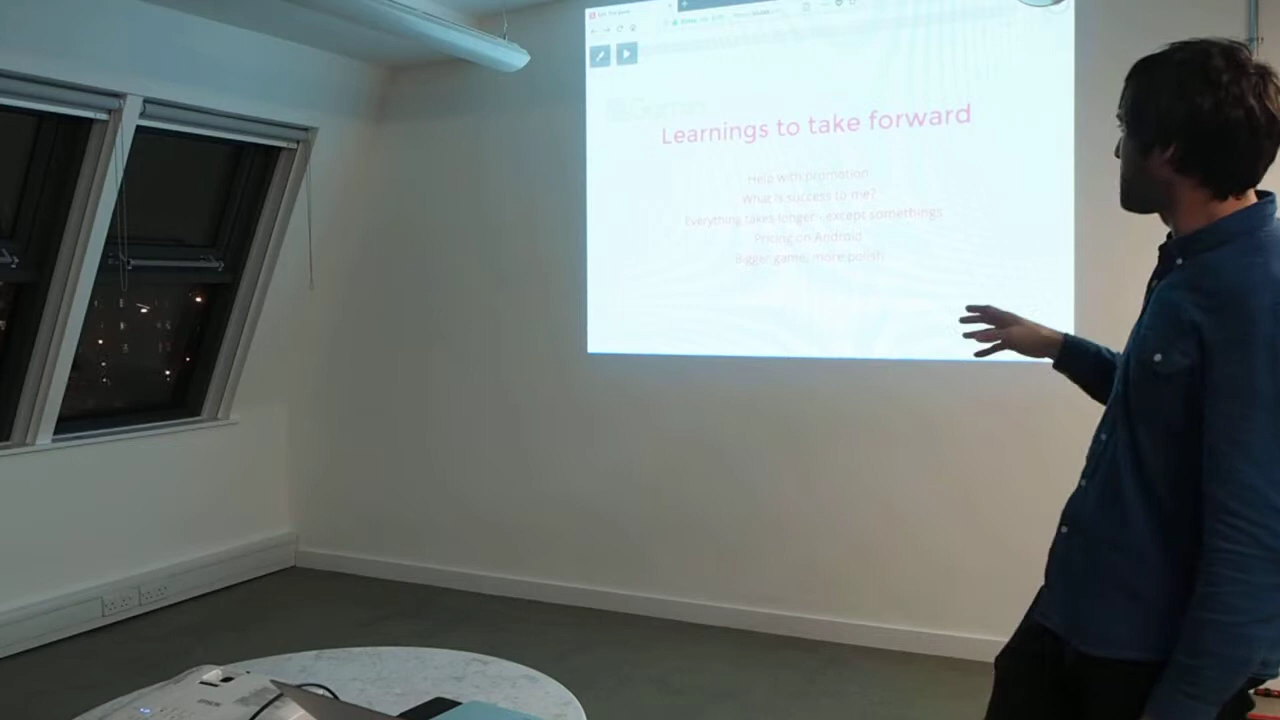 Learnings to take forward
Help with promotion
What is success to me?
Everything takes longer - except somethings
Pricing on Android
Bigger game, more polish